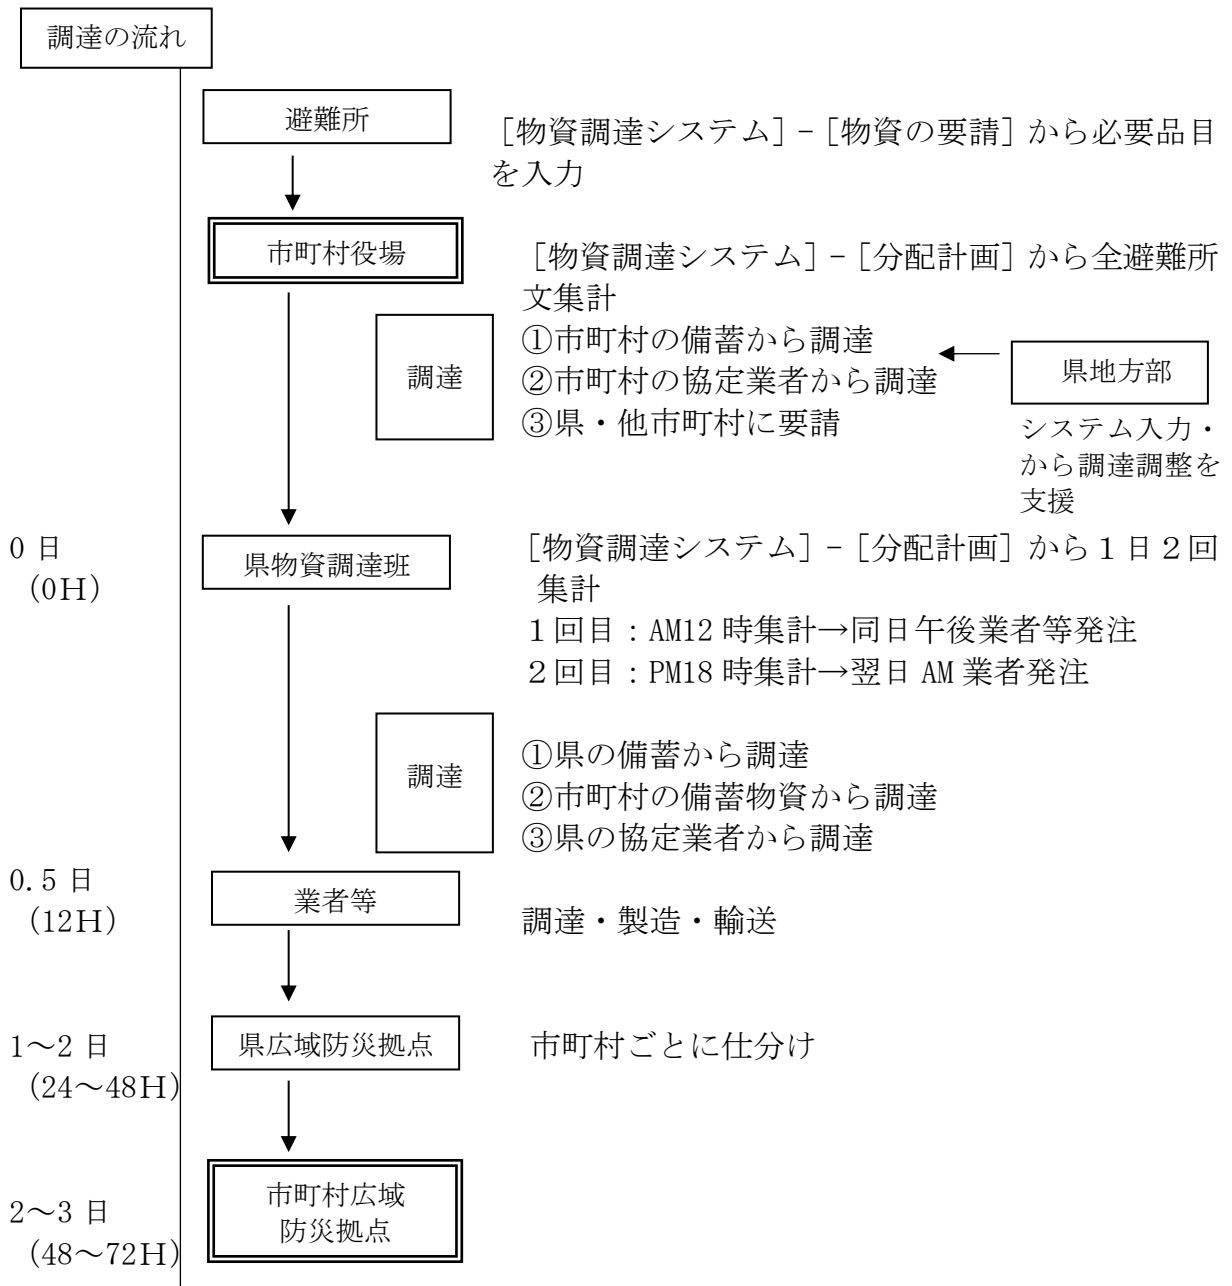 調達の流れ
避難所
［物資調達システム］－［物資の要請］から必要品目
を入力
市町村役場
［物資調達システム］－［分配計画］から全避難所
文集計
調達
①市町村の備蓄から調達
②市町村の協定業者から調達
③県・他市町村に要請
県地方部
システム入力・
から調達調整を
支援
0 日
（0H）
県物資調達班
［物資調達システム］－［分配計画］から１日２回
集計
１回目：AM12 時集計→同日午後業者等発注
２回目：PM18 時集計→翌日 AM 業者発注
調達
①県の備蓄から調達
②市町村の備蓄物資から調達
③県の協定業者から調達
0.5 日
（12H）
業者等
調達・製造・輸送
1～2 日
（24～48H）
県広域防災拠点
市町村ごとに仕分け
2～3 日
（48～72H）
市町村広域
防災拠点